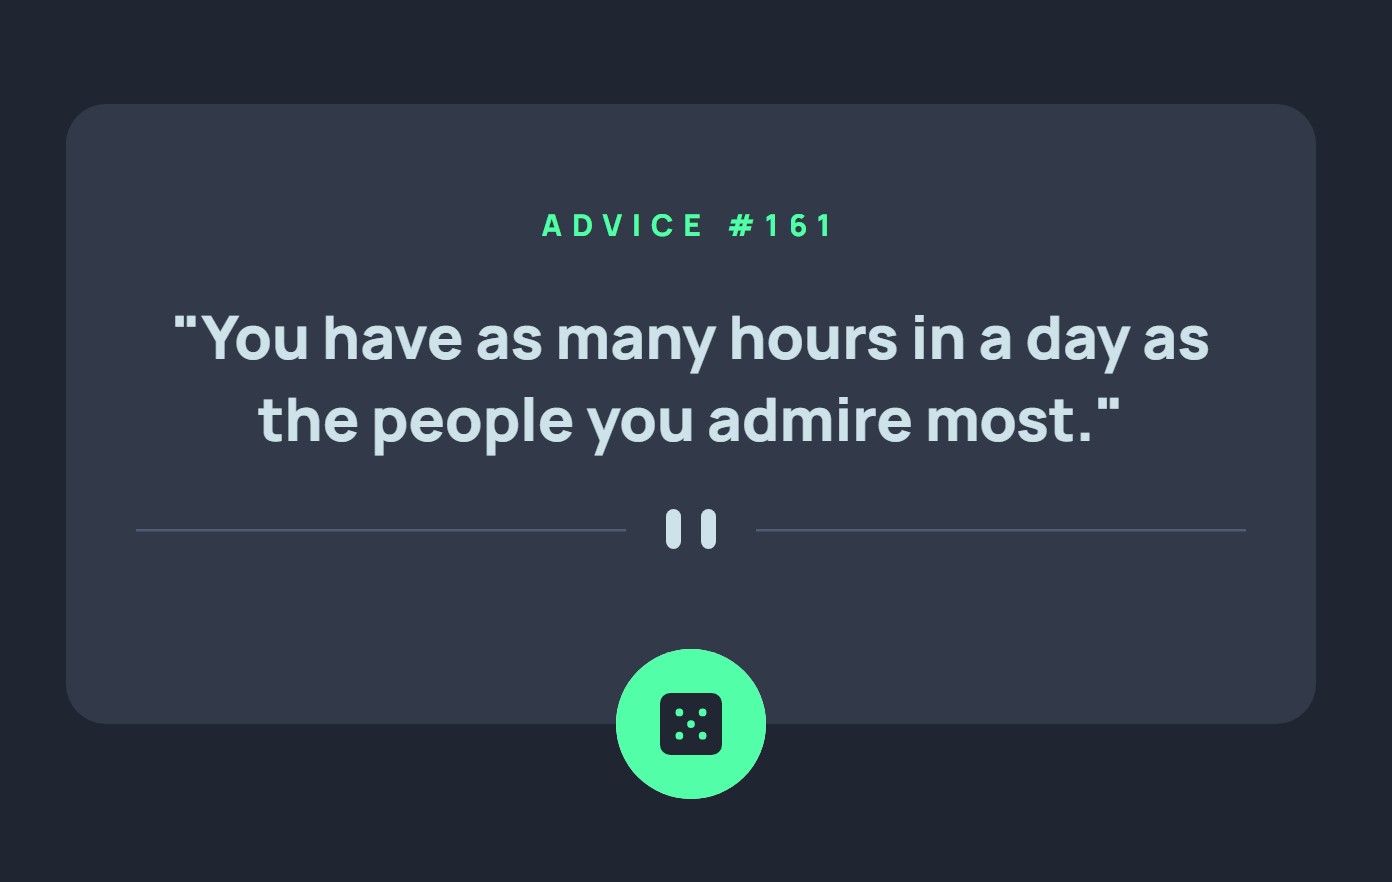 ADVICE #161
"You have as many hours in a day as
the people you admire most."